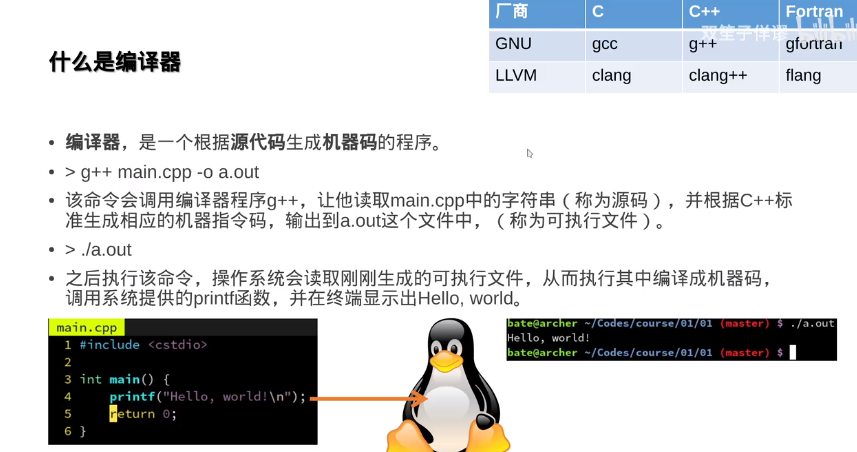 厂商 C C++ Fortran
GNU gcc g++ gfortran
LLVM clang clang++ flang
双笙子佯谬 bilibili
什么是编译器
• 编译器，是一个根据源代码生成机器码的程序。
• > g++ main.cpp -o a.out
• 该命令会调用编译器程序g++，让他读取main.cpp中的字符串（称为源码），并根据C++标
准生成相应的机器指令码，输出到a.out这个文件中，（称为可执行文件）。
• > ./a.out
• 之后执行该命令，操作系统会读取刚刚生成的可执行文件，从而执行其中编译成机器码，
调用系统提供的printf函数，并在终端显示出Hello, world。
main.cpp
1 #include <cstdio>
2
3 int main() {
4 printf("Hello, world!\n");
5 return 0;
6 }
bate@archer ~/Codes/course/01/01 (master) $ ./a.out
Hello, world!
bate@archer ~/Codes/course/01/01 (master) $